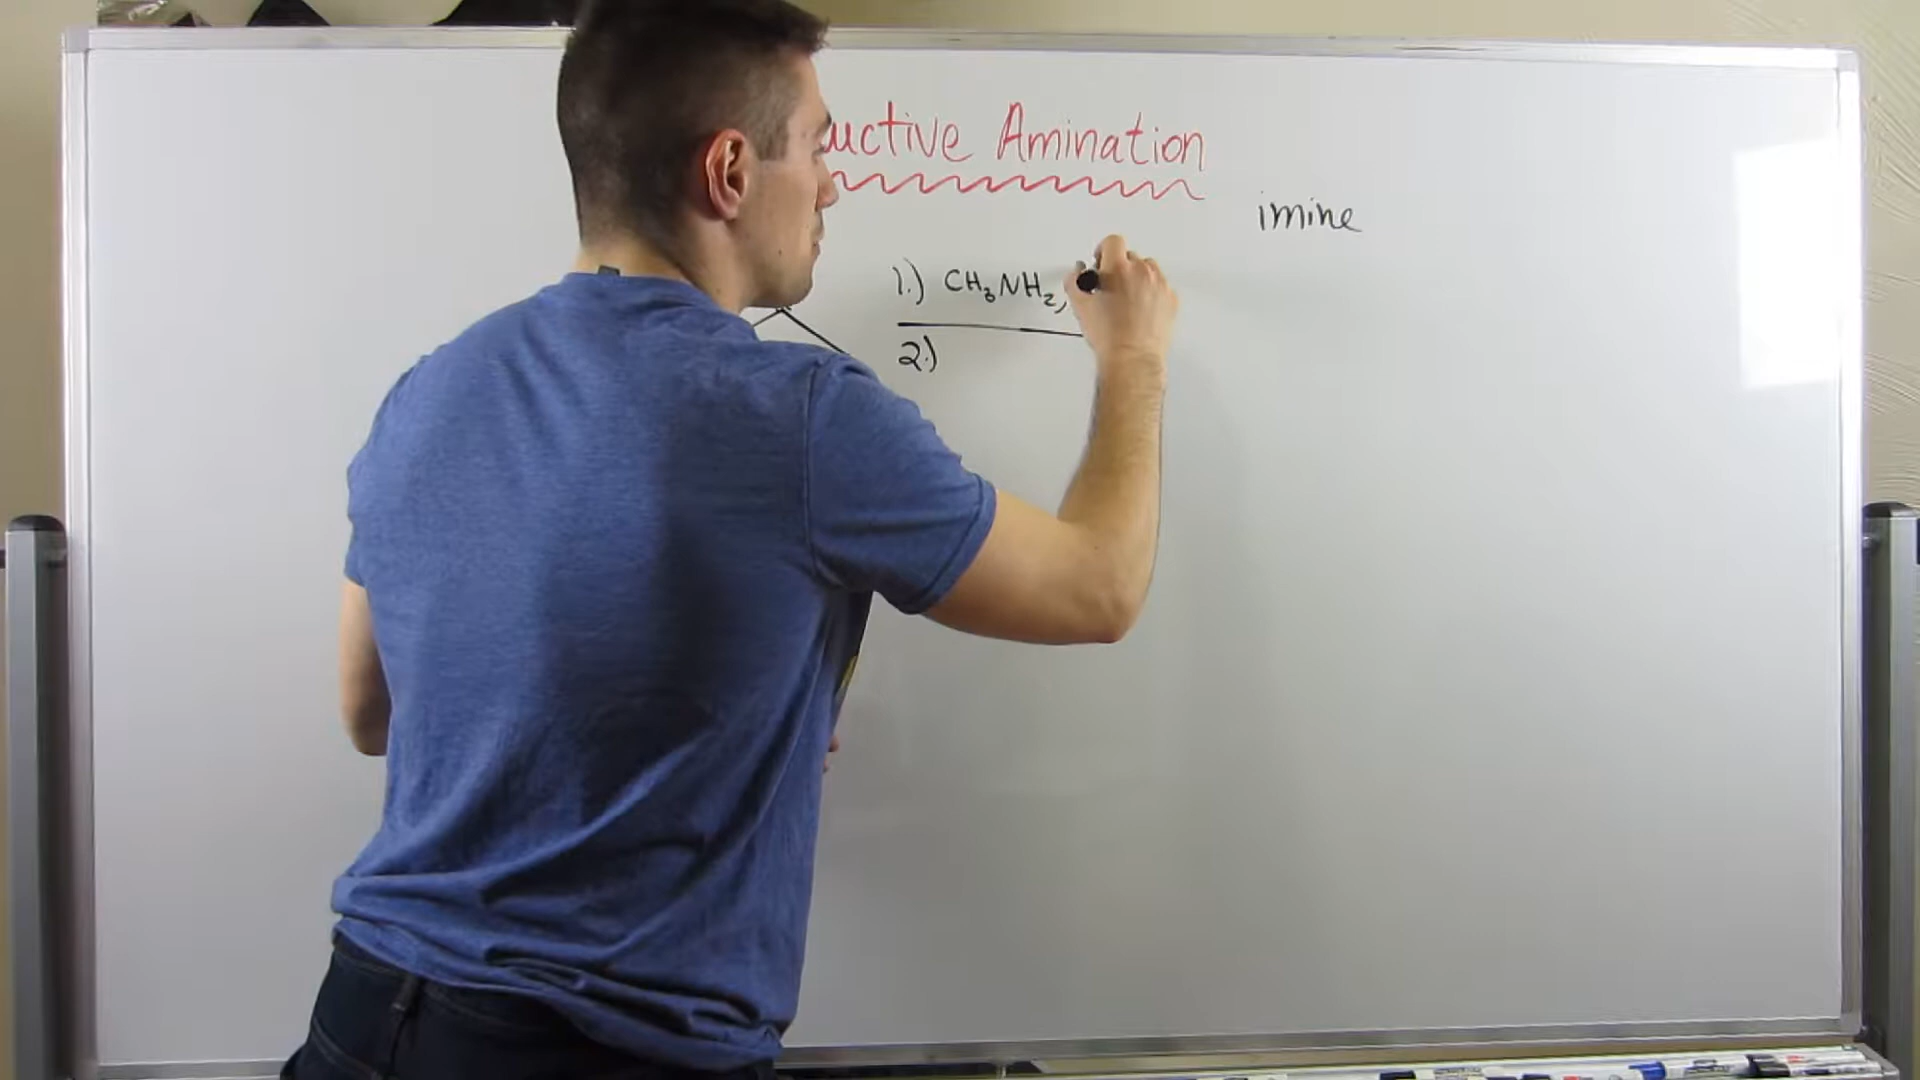 uctive Amination
imine
1.) CH₃NH₂,
2.)